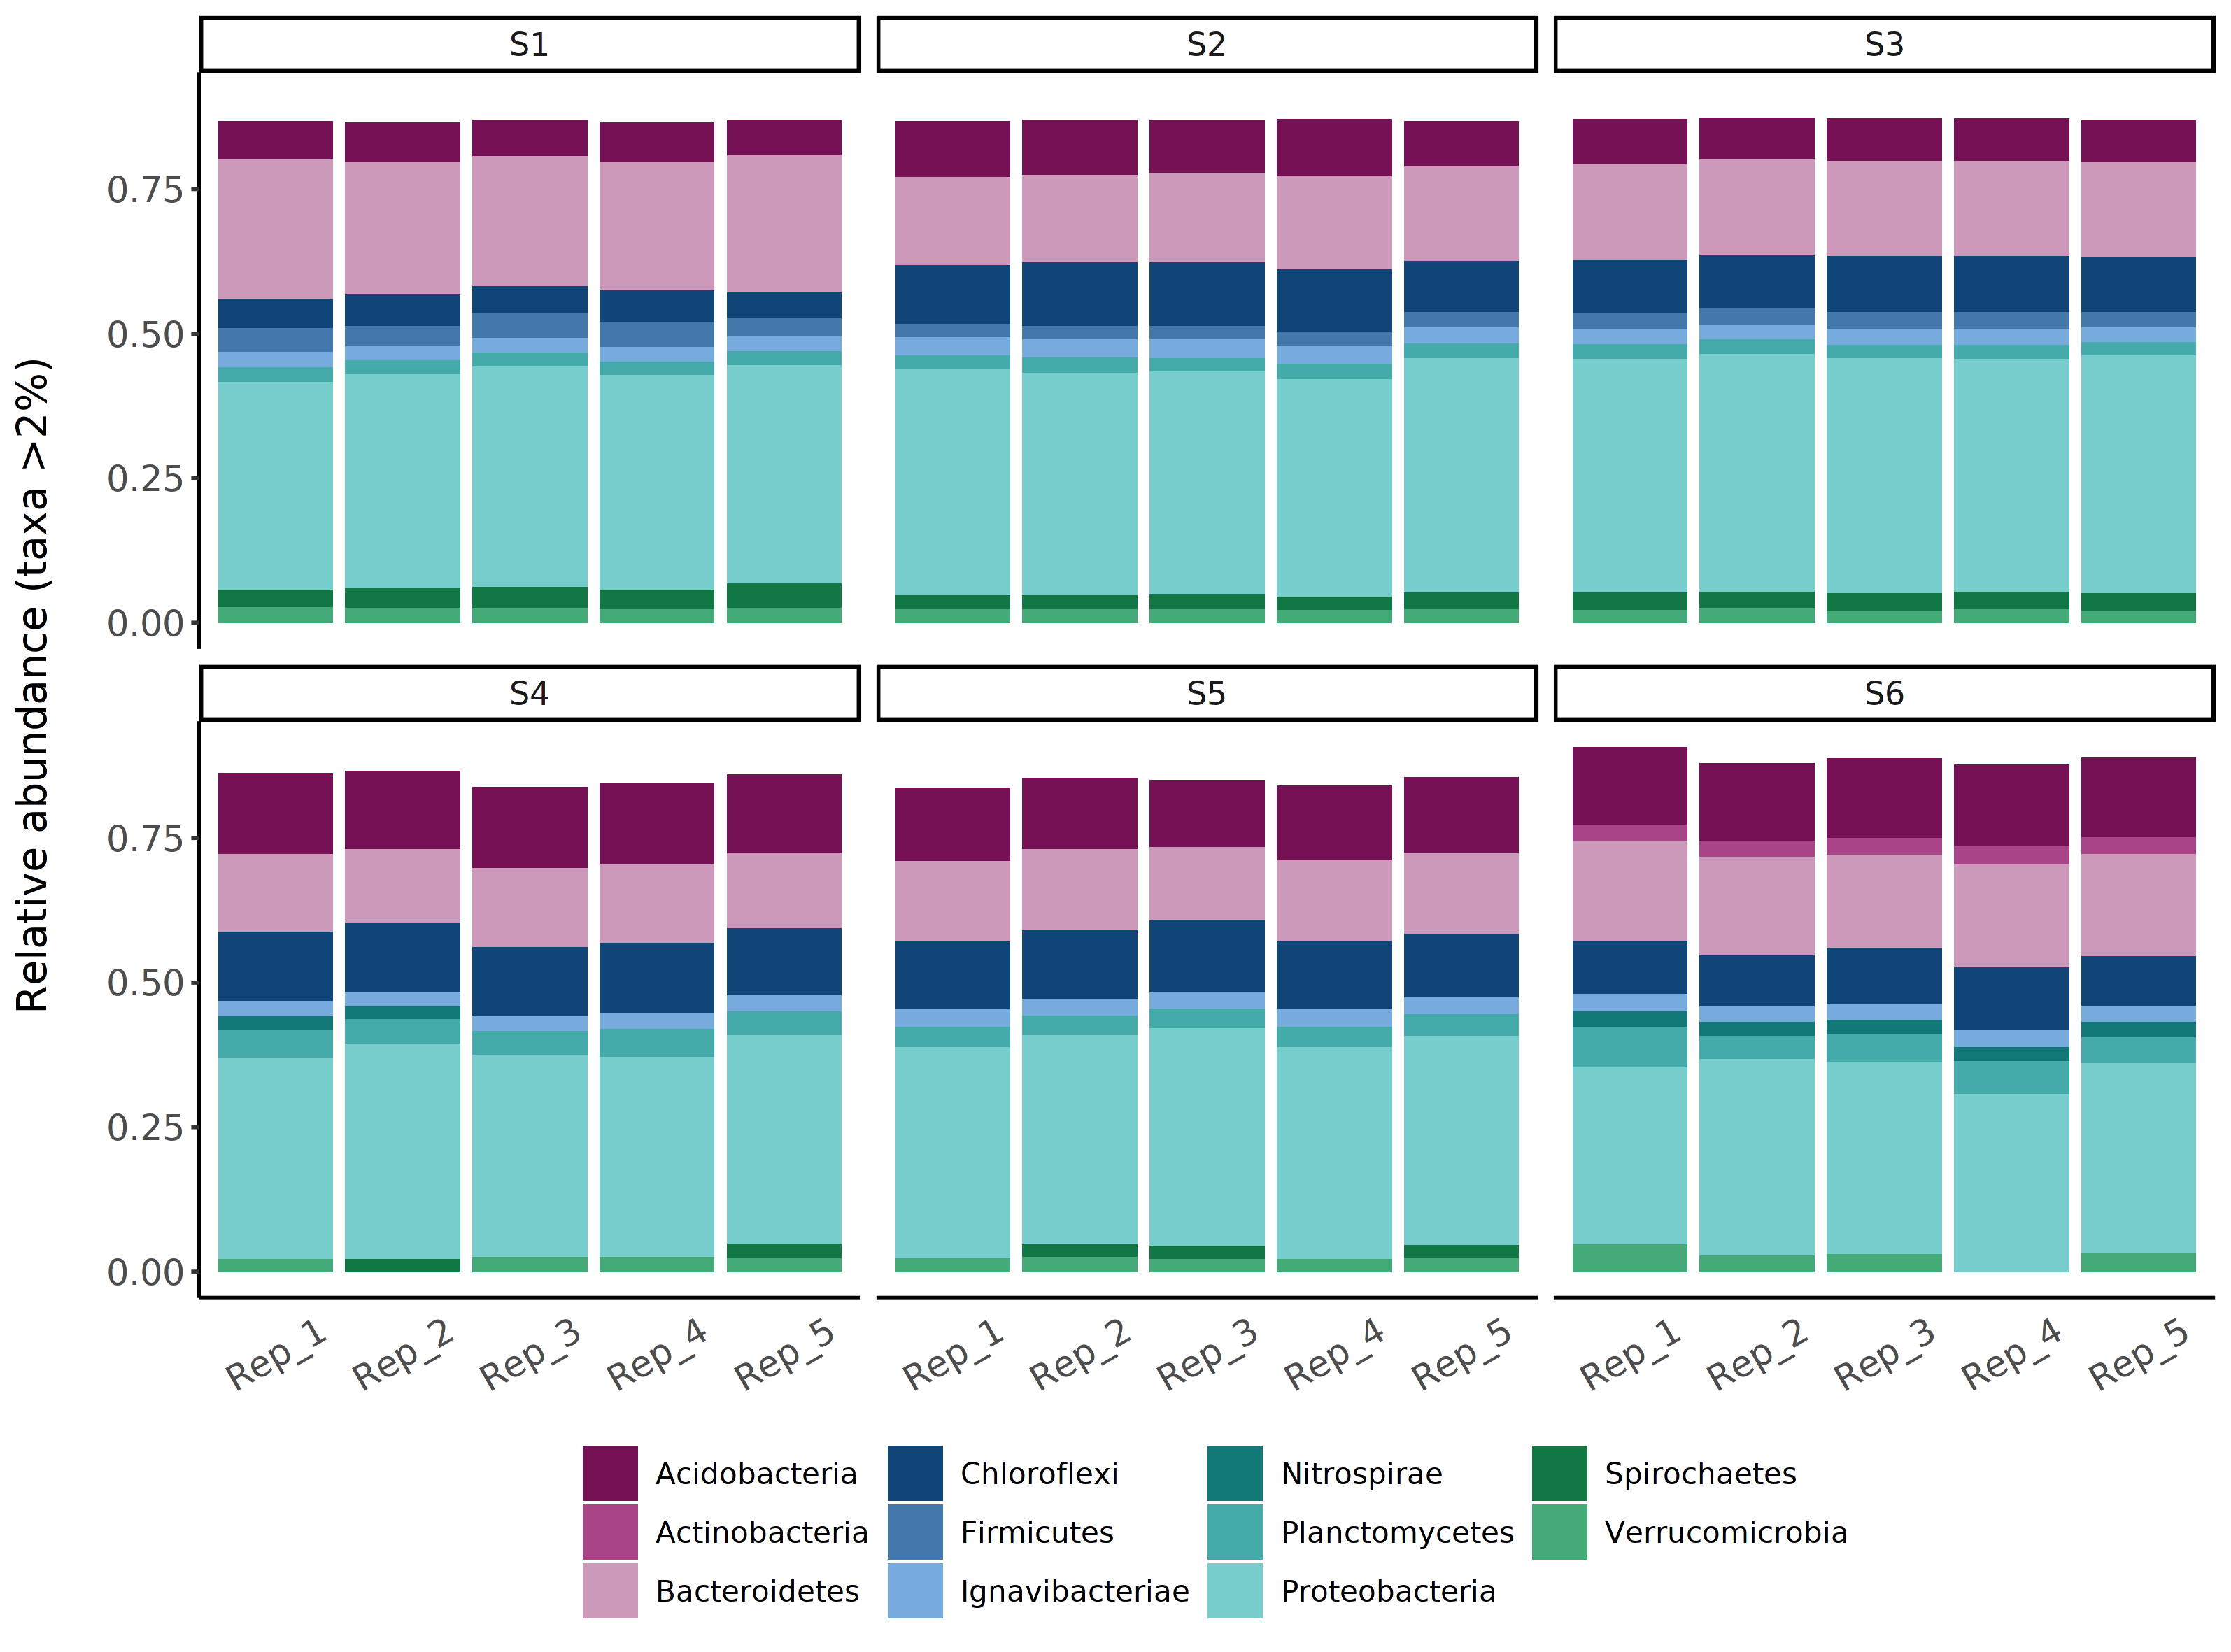 S1
S2
S3
0.75
0.50
0.25
0.00
Relative abundance (taxa >2%)
S4
S5
S6
0.75
0.50
0.25
0.00
Rep_1 Rep_2 Rep_3 Rep_4 Rep_5
Rep_1 Rep_2 Rep_3 Rep_4 Rep_5
Rep_1 Rep_2 Rep_3 Rep_4 Rep_5
Acidobacteria
Actinobacteria
Bacteroidetes
Chloroflexi
Firmicutes
Ignavibacteriae
Nitrospirae
Planctomycetes
Proteobacteria
Spirochaetes
Verrucomicrobia